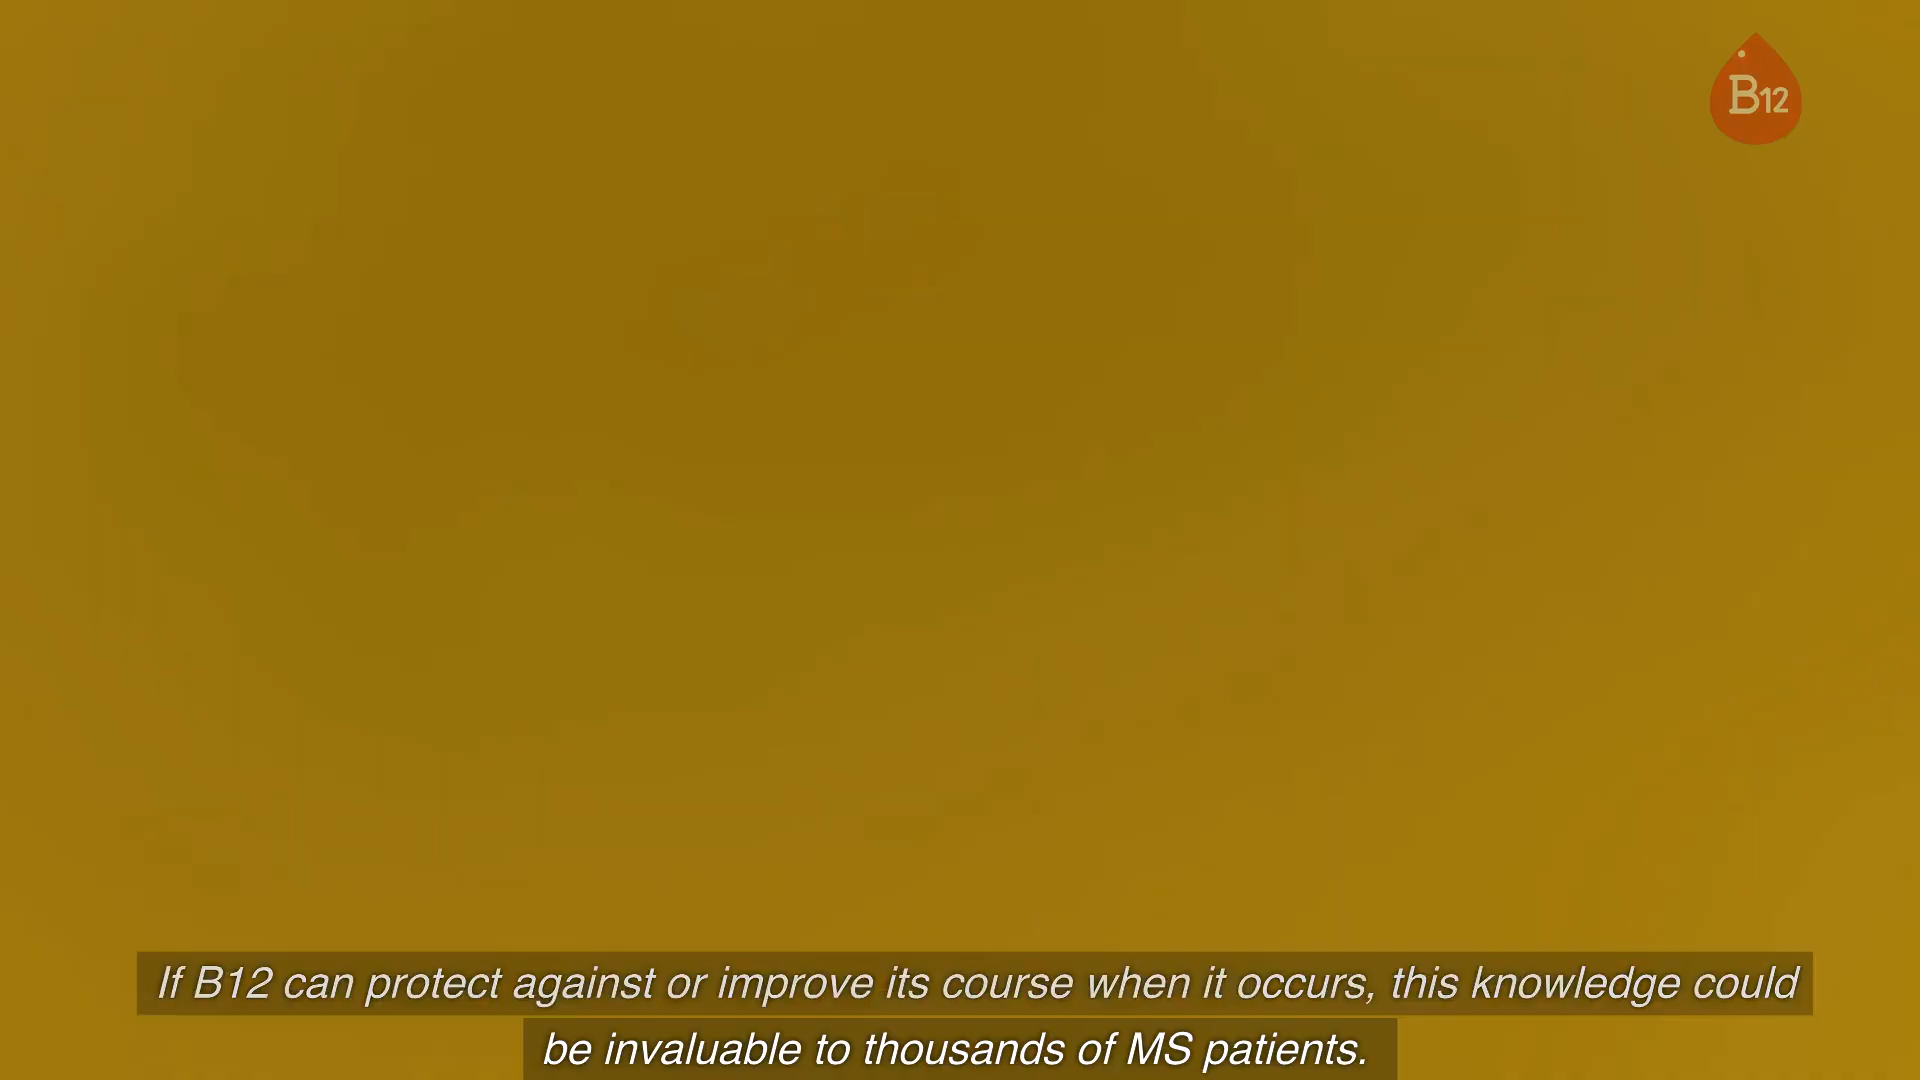 B12
If B12 can protect against or improve its course when it occurs, this knowledge could
be invaluable to thousands of MS patients.